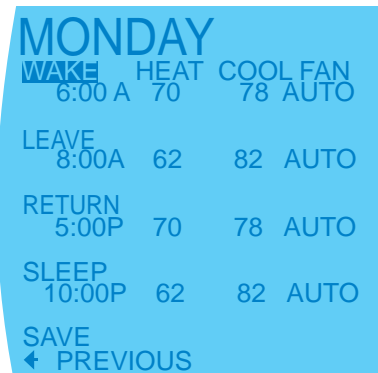 MONDAY
WAKE HEAT COOL FAN
6:00 A 70 78 AUTO
LEAVE
8:00A 62 82 AUTO
RETURN
5:00P 70 78 AUTO
SLEEP
10:00P 62 82 AUTO
SAVE
PREVIOUS